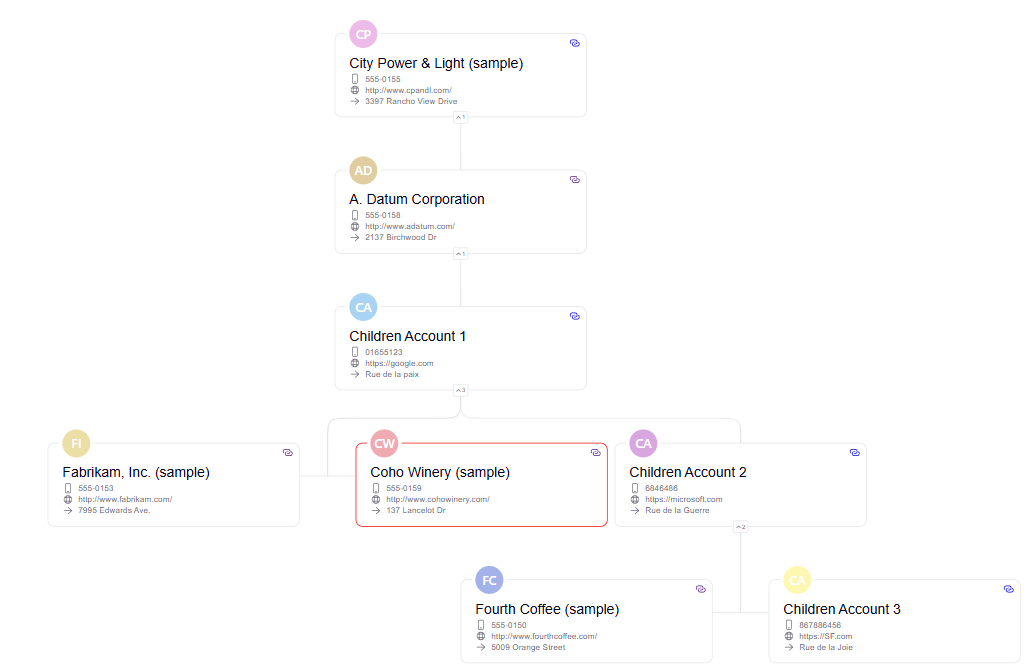 CP
City Power & Light (sample)
555-0155
http://www.cpandl.com/
3397 Rancho View Drive
1
AD
A. Datum Corporation
555-0158
http://www.adatum.com/
2137 Birchwood Dr
1
CA
Children Account 1
01655123
https://google.com
Rue de la paix
3
FI
Fabrikam, Inc. (sample)
555-0153
http://www.fabrikam.com/
7995 Edwards Ave.
CW
Coho Winery (sample)
555-0159
http://www.cohowinery.com/
137 Lancelot Dr
CA
Children Account 2
6846486
https://microsoft.com
Rue de la Guerre
2
FC
Fourth Coffee (sample)
555-0150
http://www.fourthcoffee.com/
5009 Orange Street
CA
Children Account 3
867886456
https://SF.com
Rue de la Joie